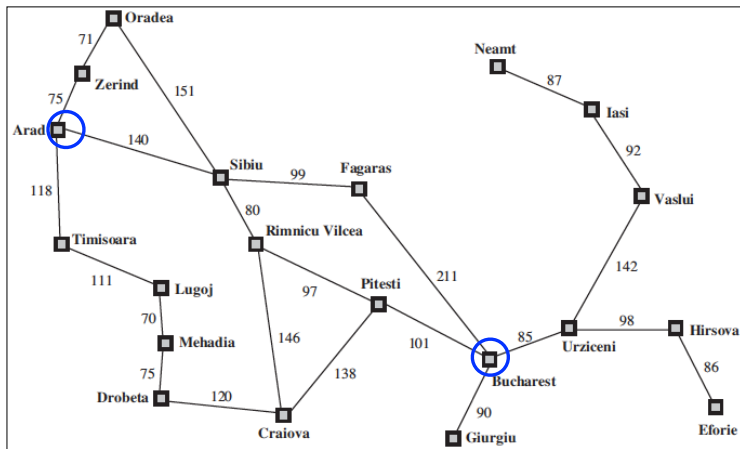 Oradea
71
Neamt
Zerind
87
75
151
Iasi
Arad
140
92
Sibiu
99
Fagaras
118
80
Vaslui
Timisoara
Rimnicu Vilcea
142
111
211
Lugoj
97
Pitesti
70
98
Hirsova
146
101
85
Mehadia
Urziceni
86
75
138
Bucharest
120
Drobeta
90
Craiova
Giurgiu
Eforie